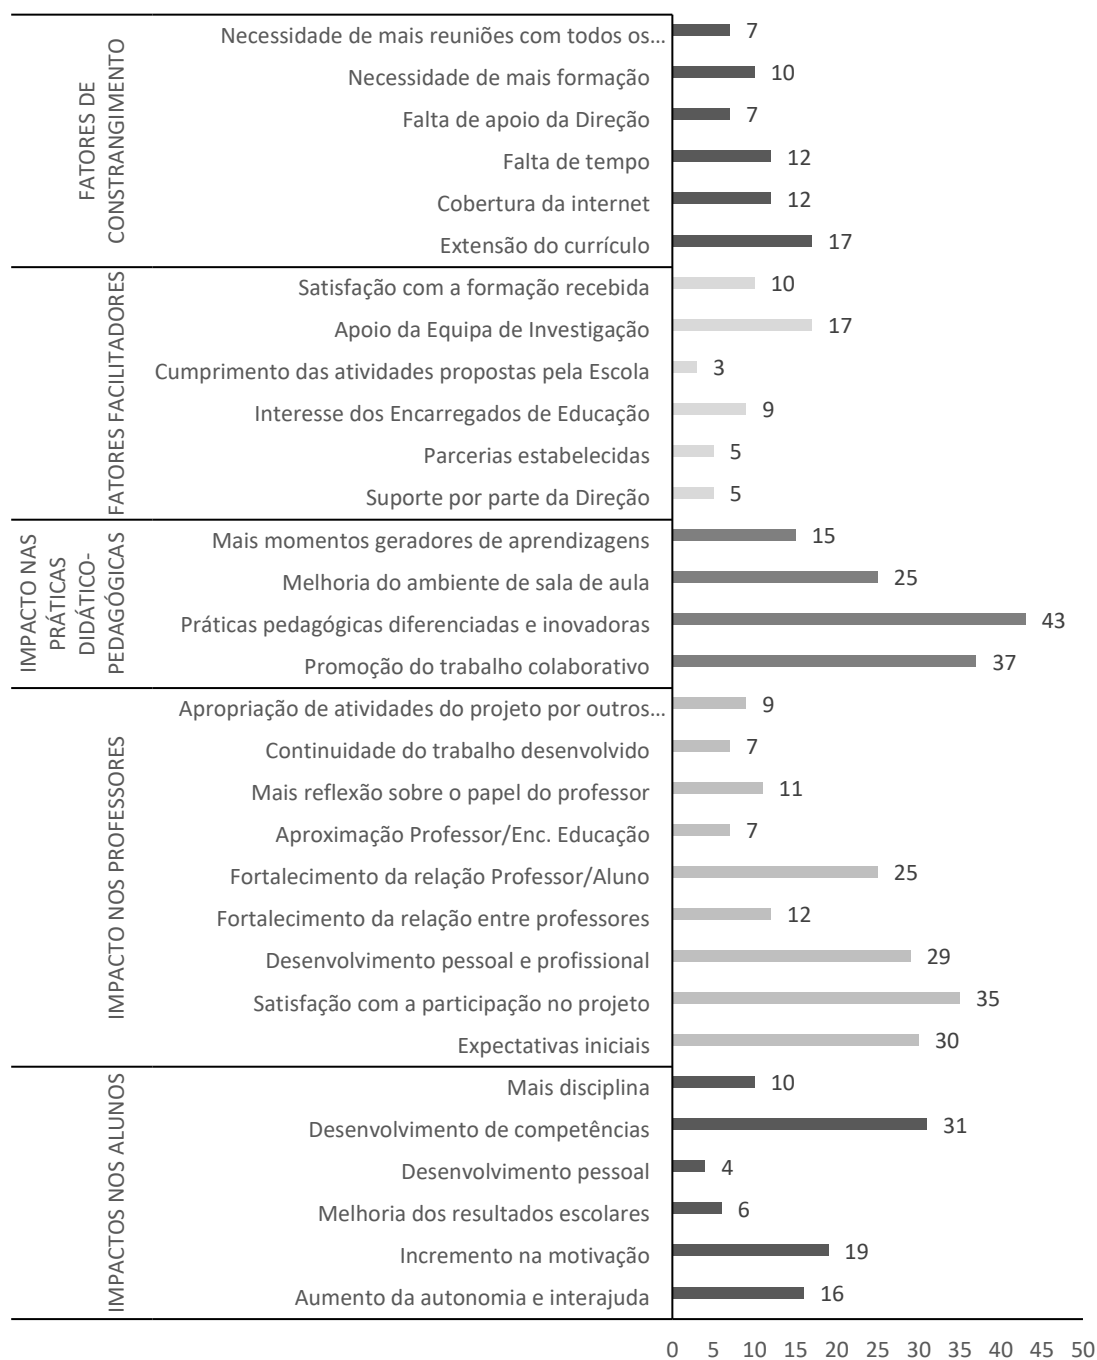 FATORES DE
CONSTRANGIMENTO
Necessidade de mais reuniões com todos os... 7
Necessidade de mais formação 10
Falta de apoio da Direção 7
Falta de tempo 12
Cobertura da internet 12
Extensão do currículo 17
FATORES FACILITADORES
Satisfação com a formação recebida 10
Apoio da Equipa de Investigação 17
Cumprimento das atividades propostas pela Escola 3
Interesse dos Encarregados de Educação 9
Parcerias estabelecidas 5
Suporte por parte da Direção 5
IMPACTO NAS
PRÁTICAS
DIDÁTICO-
PEDAGÓGICAS
Mais momentos geradores de aprendizagens 15
Melhoria do ambiente de sala de aula 25
Práticas pedagógicas diferenciadas e inovadoras 43
Promoção do trabalho colaborativo 37
IMPACTO NOS PROFESSORES
Apropriação de atividades do projeto por outros... 9
Continuidade do trabalho desenvolvido 7
Mais reflexão sobre o papel do professor 11
Aproximação Professor/Enc. Educação 7
Fortalecimento da relação Professor/Aluno 25
Fortalecimento da relação entre professores 12
Desenvolvimento pessoal e profissional 29
Satisfação com a participação no projeto 35
Expectativas iniciais 30
IMPACTOS NOS ALUNOS
Mais disciplina 10
Desenvolvimento de competências 31
Desenvolvimento pessoal 4
Melhoria dos resultados escolares 6
Incremento na motivação 19
Aumento da autonomia e interajuda 16
0 5 10 15 20 25 30 35 40 45 50